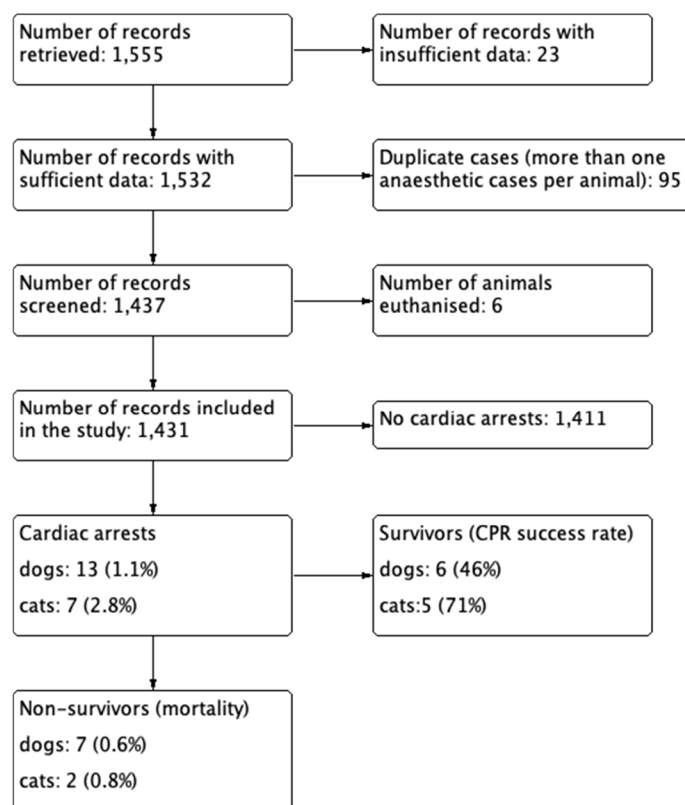 Number of records
retrieved: 1,555
Number of records with
insufficient data: 23
Number of records with
sufficient data: 1,532
Duplicate cases (more than one
anaesthetic cases per animal): 95
Number of records
screened: 1,437
Number of animals
euthanised: 6
Number of records included
in the study: 1,431
No cardiac arrests: 1,411
Cardiac arrests
dogs: 13 (1.1%)
cats: 7 (2.8%)
Survivors (CPR success rate)
dogs: 6 (46%)
cats:5 (71%)
Non-survivors (mortality)
dogs: 7 (0.6%)
cats: 2 (0.8%)